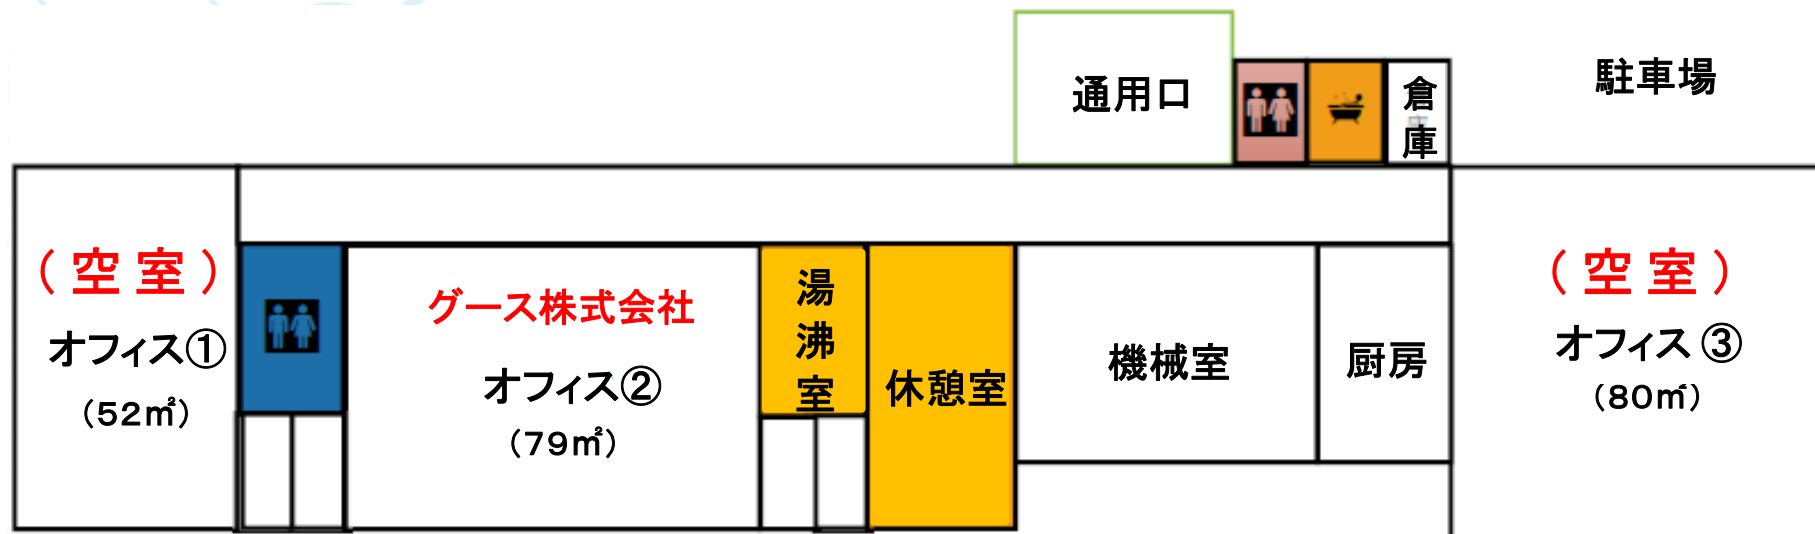 通用口
倉庫
駐車場
（空室）
オフィス①
（52㎡）
グース株式会社
オフィス②
（79㎡）
湯沸室
休憩室
機械室
厨房
（空室）
オフィス③
（80㎡）